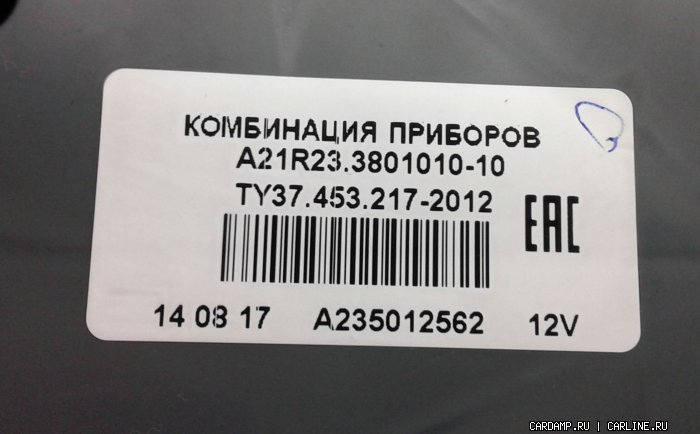 КОМБИНАЦИЯ ПРИБОРОВ
A21R23.3801010-10
ТУ37.453.217-2012
EAC
14 08 17 A235012562 12V
CARDAMP.RU | CARLINE.RU